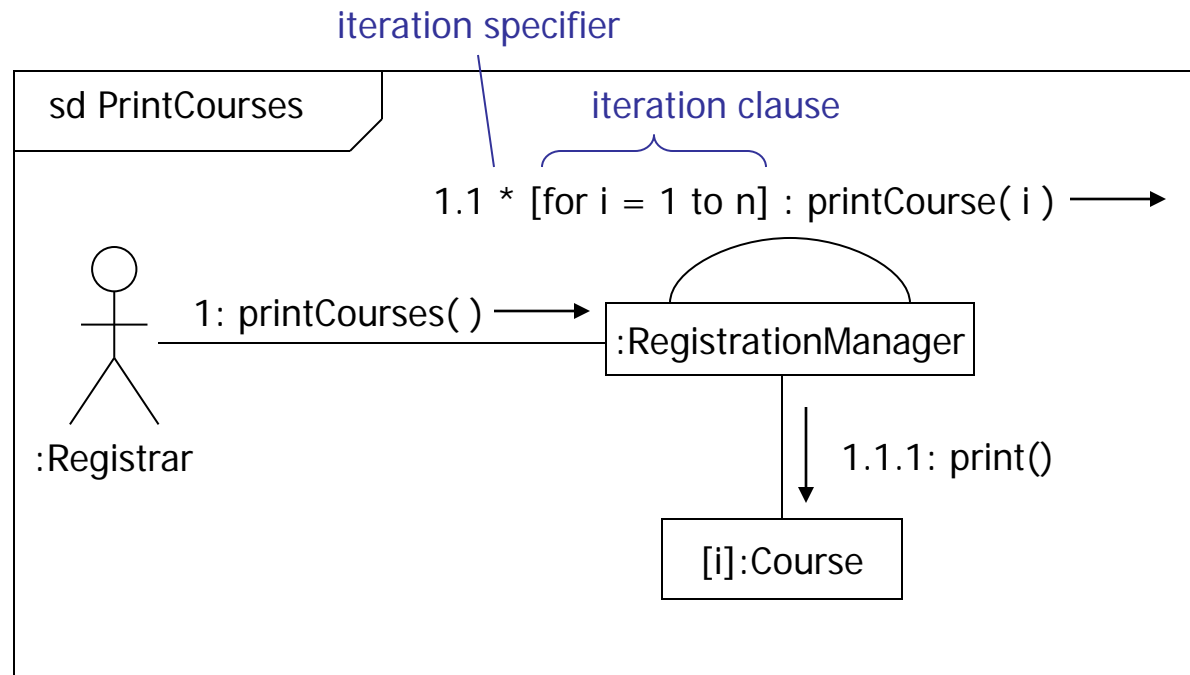 iteration specifier
sd PrintCourses
iteration clause
1.1 * [for i = 1 to n] : printCourse( i )
1: printCourses( )
:RegistrationManager
:Registrar
1.1.1: print()
[i]:Course